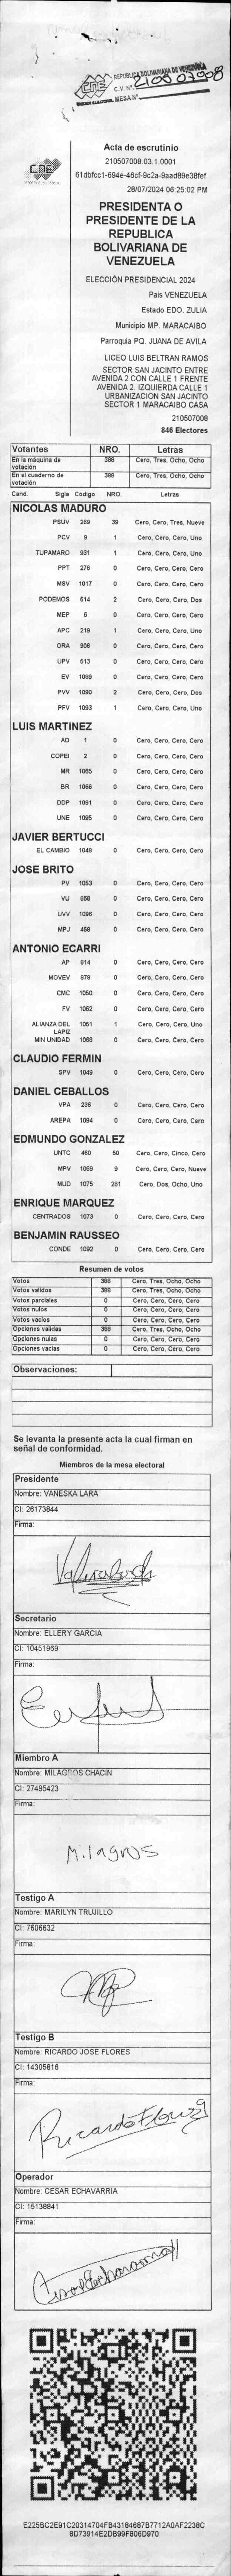 CNE
REPUBLICA BOLIVARIANA DE VENEZUELA
PODER ELECTORAL
C.V. Nº
MESA Nº
CNE
Acta de escrutinio
210507008.03.1.0001
61dbfcc1-694e-46cf-9c2a-9aad89e38fef
28/07/2024 06:25:02 PM
PRESIDENTA O
PRESIDENTE DE LA
REPUBLICA
BOLIVARIANA DE
VENEZUELA
ELECCIÓN PRESIDENCIAL 2024
Pais VENEZUELA
Estado EDO. ZULIA
Municipio MP. MARACAIBO
Parroquia PQ. JUANA DE AVILA
LICEO LUIS BELTRAN RAMOS
SECTOR SAN JACINTO ENTRE
AVENIDA 2 CON CALLE 1 FRENTE
AVENIDA 2. IZQUIERDA CALLE 1
URBANIZACION SAN JACINTO
SECTOR 1 MARACAIBO CASA
210507008
846 Electores
Votantes NRO. Letras
En la máquina de votación 388 Cero, Tres, Ocho, Ocho
En el cuaderno de votación 388 Cero, Tres, Ocho, Ocho
Cand. Sigla Código NRO. Letras
NICOLAS MADURO
PSUV 269 39 Cero, Cero, Tres, Nueve
PCV 9 1 Cero, Cero, Cero, Uno
TUPAMARO 931 1 Cero, Cero, Cero, Uno
PPT 276 0 Cero, Cero, Cero, Cero
MSV 1017 0 Cero, Cero, Cero, Cero
PODEMOS 514 2 Cero, Cero, Cero, Dos
MEP 6 0 Cero, Cero, Cero, Cero
APC 219 1 Cero, Cero, Cero, Uno
ORA 906 0 Cero, Cero, Cero, Cero
UPV 513 0 Cero, Cero, Cero, Cero
EV 1099 0 Cero, Cero, Cero, Cero
PVV 1090 2 Cero, Cero, Cero, Dos
PFV 1093 1 Cero, Cero, Cero, Uno
LUIS MARTINEZ
AD 1 0 Cero, Cero, Cero, Cero
COPEI 2 0 Cero, Cero, Cero, Cero
MR 1065 0 Cero, Cero, Cero, Cero
BR 1066 0 Cero, Cero, Cero, Cero
DDP 1091 0 Cero, Cero, Cero, Cero
UNE 1095 0 Cero, Cero, Cero, Cero
JAVIER BERTUCCI
EL CAMBIO 1048 0 Cero, Cero, Cero, Cero
JOSE BRITO
PV 1053 0 Cero, Cero, Cero, Cero
VU 868 0 Cero, Cero, Cero, Cero
UVV 1096 0 Cero, Cero, Cero, Cero
MPJ 458 0 Cero, Cero, Cero, Cero
ANTONIO ECARRI
AP 814 0 Cero, Cero, Cero, Cero
MOVEV 878 0 Cero, Cero, Cero, Cero
CMC 1060 0 Cero, Cero, Cero, Cero
FV 1062 0 Cero, Cero, Cero, Cero
ALIANZA DEL LAPIZ 1051 1 Cero, Cero, Cero, Uno
MIN UNIDAD 1068 0 Cero, Cero, Cero, Cero
CLAUDIO FERMIN
SPV 1049 0 Cero, Cero, Cero, Cero
DANIEL CEBALLOS
VPA 236 0 Cero, Cero, Cero, Cero
AREPA 1094 0 Cero, Cero, Cero, Cero
EDMUNDO GONZALEZ
UNTC 460 50 Cero, Cero, Cinco, Cero
MPV 1069 9 Cero, Cero, Cero, Nueve
MUD 1075 281 Cero, Dos, Ocho, Uno
ENRIQUE MARQUEZ
CENTRADOS 1073 0 Cero, Cero, Cero, Cero
BENJAMIN RAUSSEO
CONDE 1092 0 Cero, Cero, Cero, Cero
Resumen de votos
Votos 388 Cero, Tres, Ocho, Ocho
Votos validos 388 Cero, Tres, Ocho, Ocho
Votos parciales 0 Cero, Cero, Cero, Cero
Votos nulos 0 Cero, Cero, Cero, Cero
Votos vacios 0 Cero, Cero, Cero, Cero
Opciones validas 388 Cero, Tres, Ocho, Ocho
Opciones nulas 0 Cero, Cero, Cero, Cero
Opciones vacias 0 Cero, Cero, Cero, Cero
Observaciones:
Se levanta la presente acta la cual firman en
señal de conformidad.
Miembros de la mesa electoral
Presidente
Nombre: VANESKA LARA
CI: 26173844
Firma:
Secretario
Nombre: ELLERY GARCIA
CI: 10451969
Firma:
Miembro A
Nombre: MILAGROS CHACIN
CI: 27495423
Firma:
Milagros
Testigo A
Nombre: MARILYN TRUJILLO
CI: 7606632
Firma:
Testigo B
Nombre: RICARDO JOSE FLORES
CI: 14305816
Firma:
Ricardo Flores
Operador
Nombre: CESAR ECHAVARRIA
CI: 15138841
Firma:
E225BC2E91C20314704FB43184687B7712A0AF2238C
8D73914E2DB99F806D970